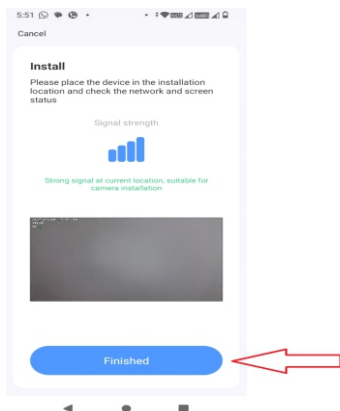 5:51
Cancel
Install
Please place the device in the installation
location and check the network and screen
status
Signal strength
Strong signal at current location, suitable for
camera installation
Finished